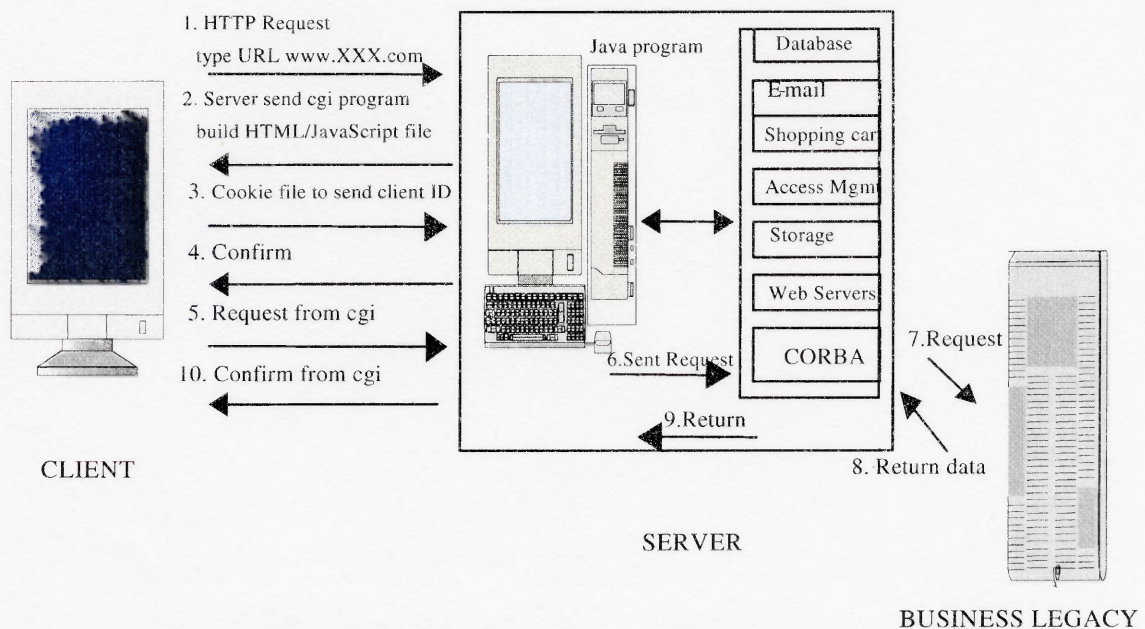 1. HTTP Request
type URL www.XXX.com
2. Server send cgi program
build HTML/JavaScript file
3. Cookie file to send client ID
4. Confirm
5. Request from cgi
10. Confirm from cgi
CLIENT
Java program
Database
E-mail
Shopping car
Access Mgmt
Storage
Web Servers
CORBA
6.Sent Request
9.Return
SERVER
7.Request
8. Return data
BUSINESS LEGACY